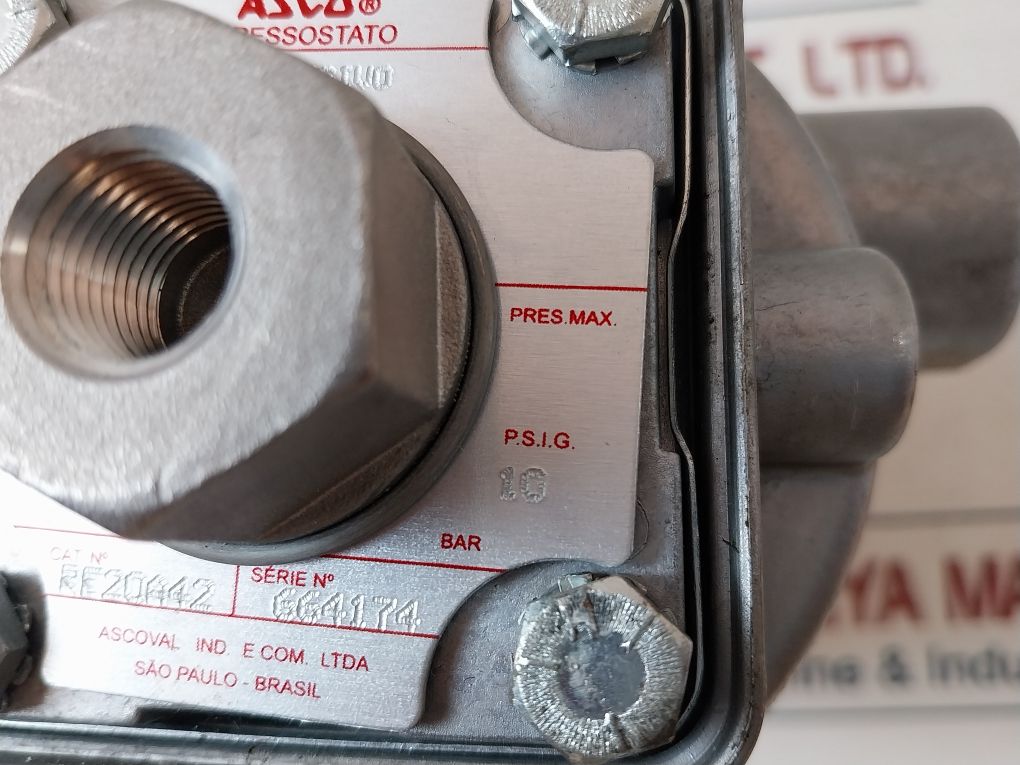 ASCO®
PRESSOSTATO
LTD.
PRES.MAX.
P.S.I.G.
10
BAR
CAT Nº
RF20A42
SÉRIE Nº
664174
ASCOVAL IND E COM. LTDA
SÃO PAULO - BRASIL